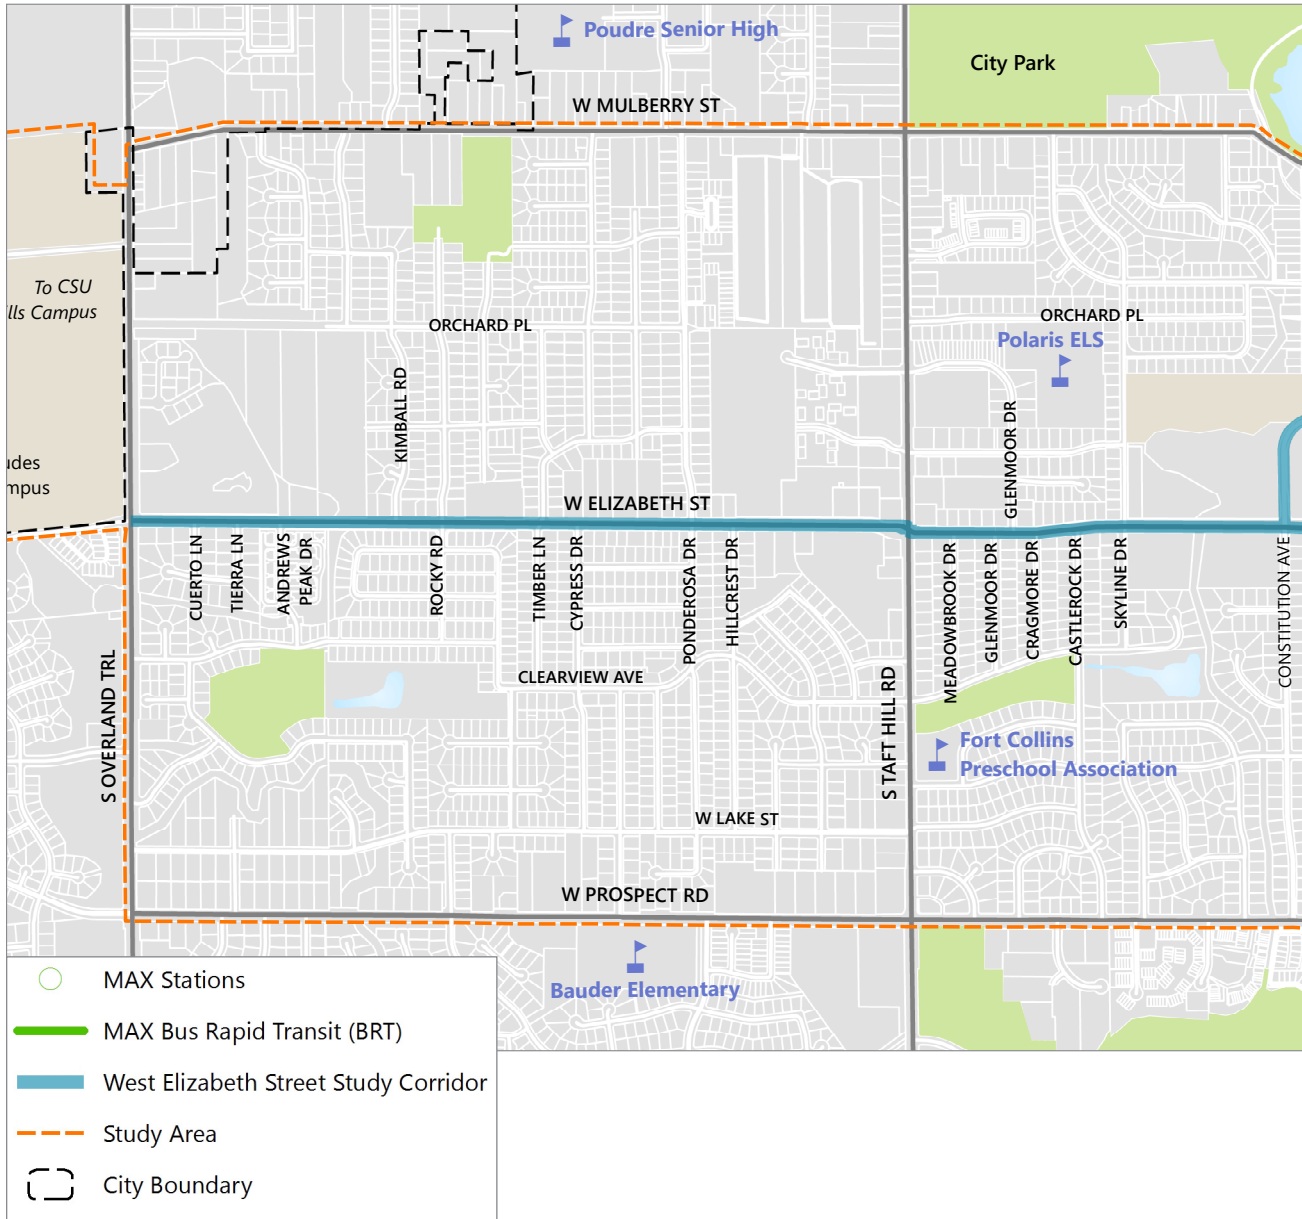 Poudre Senior High
City Park
W MULBERRY ST
To CSU
lls Campus
ORCHARD PL
ORCHARD PL
Polaris ELS
KIMBALL RD
GLENMOOR DR
udes
mpus
W ELIZABETH ST
CUERTO LN
TIERRA LN
ANDREWS
PEAK DR
ROCKY RD
TIMBER LN
CYPRESS DR
PONDEROSA DR
HILLCREST DR
MEADOWBROOK DR
GLENMOOR DR
CRAGMORE DR
CASTLEROCK DR
SKYLINE DR
CONSTITUTION AVE
S OVERLAND TRL
CLEARVIEW AVE
S TAFT HILL RD
Fort Collins
Preschool Association
W LAKE ST
W PROSPECT RD
Bauder Elementary
MAX Stations
MAX Bus Rapid Transit (BRT)
West Elizabeth Street Study Corridor
Study Area
City Boundary